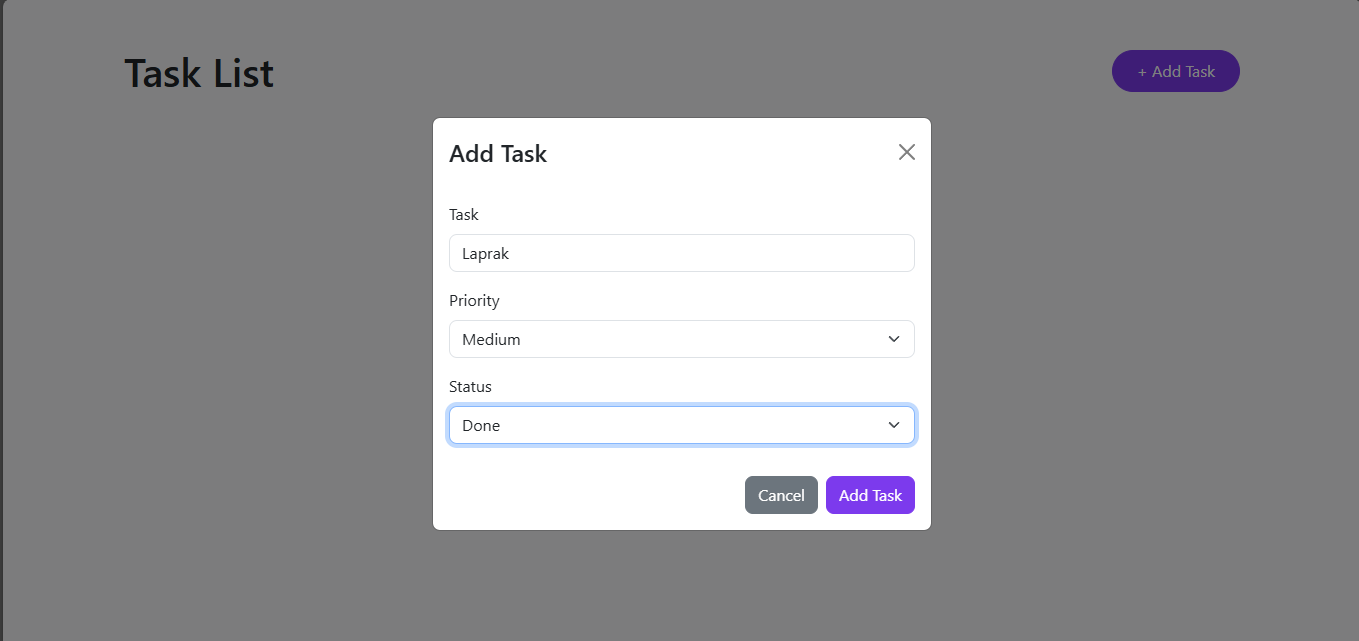 Task List
+ Add Task
Add Task
Task
Laprak
Priority
Medium
Status
Done
Cancel
Add Task